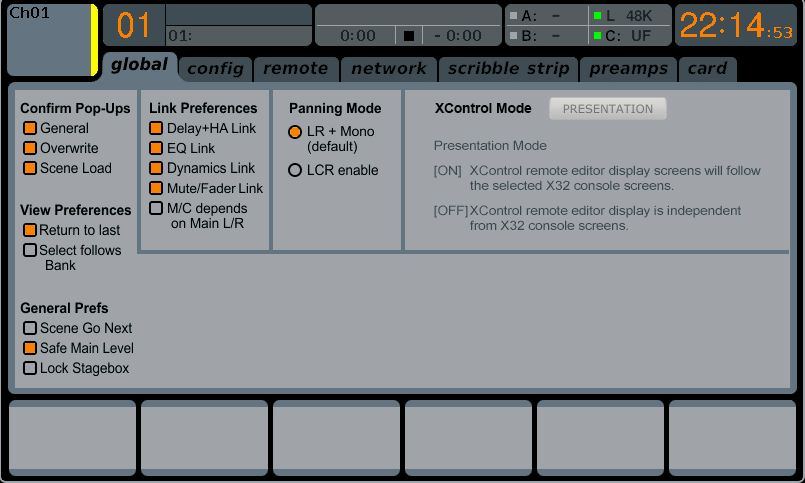 Ch01
01
01:
0:00
- 0:00
A: –
B: –
L 48K
C: UF
22:14:53
global
config
remote
network
scribble strip
preamps
card
Confirm Pop-Ups
General
Overwrite
Scene Load
View Preferences
Return to last
Select follows
Bank
General Prefs
Scene Go Next
Safe Main Level
Lock Stagebox
Link Preferences
Delay+HA Link
EQ Link
Dynamics Link
Mute/Fader Link
M/C depends
on Main L/R
Panning Mode
LR + Mono
(default)
LCR enable
XControl Mode
PRESENTATION
Presentation Mode
[ON] XControl remote editor display screens will follow
the selected X32 console screens.
[OFF]XControl remote editor display is independent
from X32 console screens.